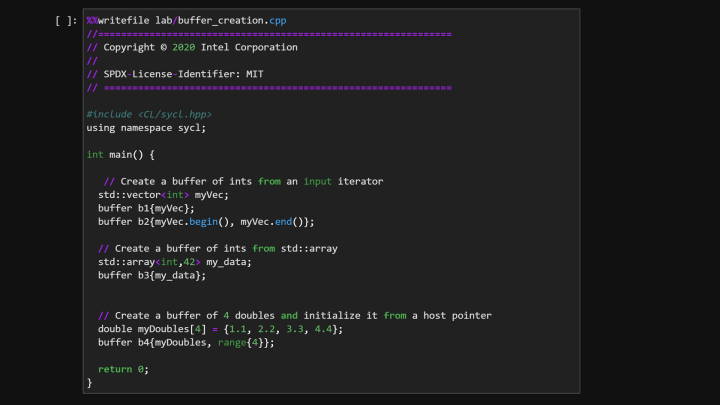 [ ]: %%writefile lab/buffer_creation.cpp
//==============================================================
// Copyright © 2020 Intel Corporation
//
// SPDX-License-Identifier: MIT
// =============================================================
#include <CL/sycl.hpp>
using namespace sycl;
int main() {
// Create a buffer of ints from an input iterator
std::vector<int> myVec;
buffer b1{myVec};
buffer b2{myVec.begin(), myVec.end()};
// Create a buffer of ints from std::array
std::array<int,42> my_data;
buffer b3{my_data};
// Create a buffer of 4 doubles and initialize it from a host pointer
double myDoubles[4] = {1.1, 2.2, 3.3, 4.4};
buffer b4{myDoubles, range{4}};
return 0;
}